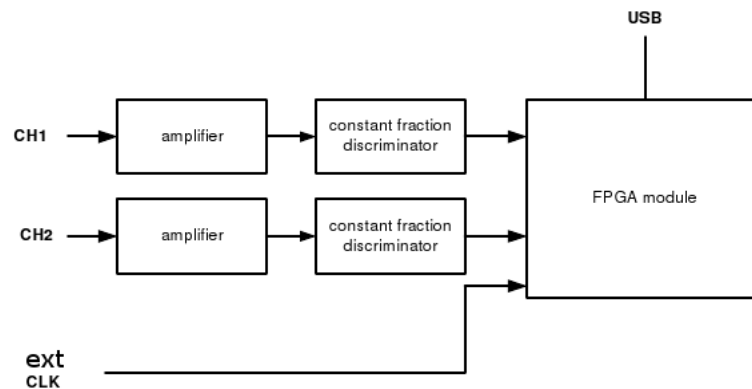 USB
CH1
amplifier
constant fraction
discriminator
FPGA module
CH2
amplifier
constant fraction
discriminator
ext
CLK